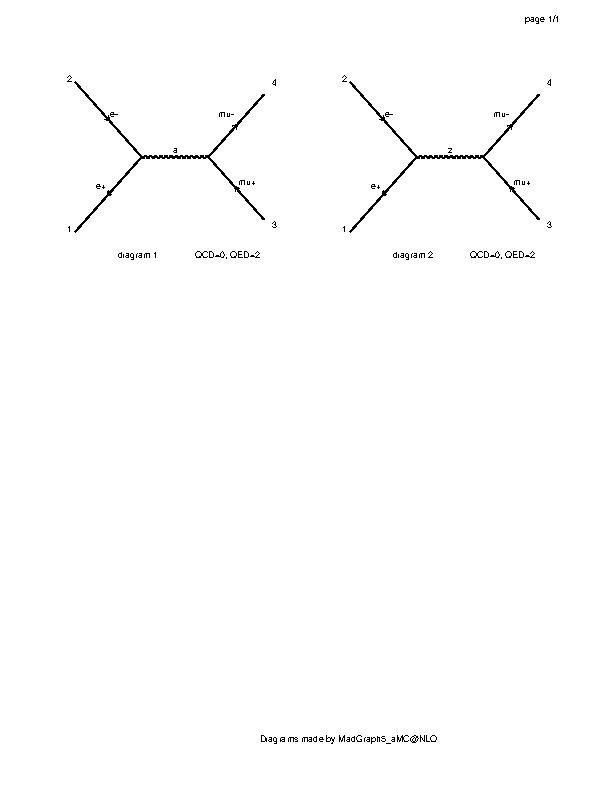 page 1/1
2
e-
e+
1
a
mu-
4
mu+
3
diagram 1 QCD=0, QED=2
2
e-
e+
1
z
mu-
4
mu+
3
diagram 2 QCD=0, QED=2
Diagrams made by MadGraph5_aMC@NLO